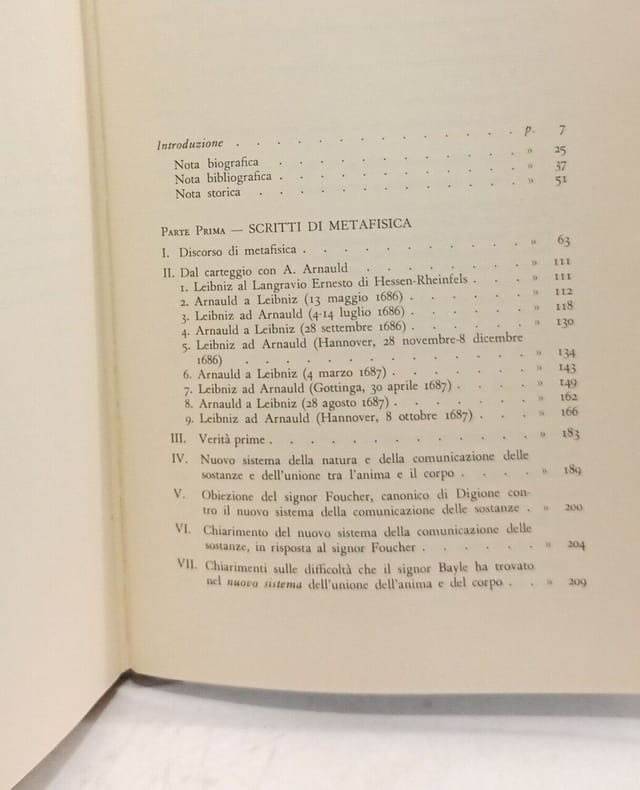 Introduzione . . . . . . . . . . . . . p. 7
Nota biografica . . . . . . . . . . . » 25
Nota bibliografica . . . . . . . . . . . » 37
Nota storica . . . . . . . . . . . . » 51
PARTE PRIMA — SCRITTI DI METAFISICA
I. Discorso di metafisica . . . . . . . . . . » 63
II. Dal carteggio con A. Arnauld . . . . . . . » 111
1. Leibniz al Langravio Ernesto di Hessen-Rheinfels . . . » 111
2. Arnauld a Leibniz (13 maggio 1686) . . . . . . » 112
3. Leibniz ad Arnauld (4-14 luglio 1686) . . . . . . » 118
4. Arnauld a Leibniz (28 settembre 1686) . . . . . . » 130
5. Leibniz ad Arnauld (Hannover, 28 novembre-8 dicembre
1686) . . . . . . . . . . . . . » 134
6. Arnauld a Leibniz (4 marzo 1687) . . . . . . . » 143
7. Leibniz ad Arnauld (Gottinga, 30 aprile 1687) . . . . » 149
8. Arnauld a Leibniz (28 agosto 1687) . . . . . . . » 162
9. Leibniz ad Arnauld (Hannover, 8 ottobre 1687) . . . » 166
III. Verità prime . . . . . . . . . . . . » 183
IV. Nuovo sistema della natura e della comunicazione delle
sostanze e dell'unione tra l'anima e il corpo . . . . » 189
V. Obiezione del signor Foucher, canonico di Digione con-
tro il nuovo sistema della comunicazione delle sostanze . » 200
VI. Chiarimento del nuovo sistema della comunicazione delle
sostanze, in risposta al signor Foucher . . . . . . » 204
VII. Chiarimenti sulle difficoltà che il signor Bayle ha trovato
nel nuovo sistema dell'unione dell'anima e del corpo . . » 209